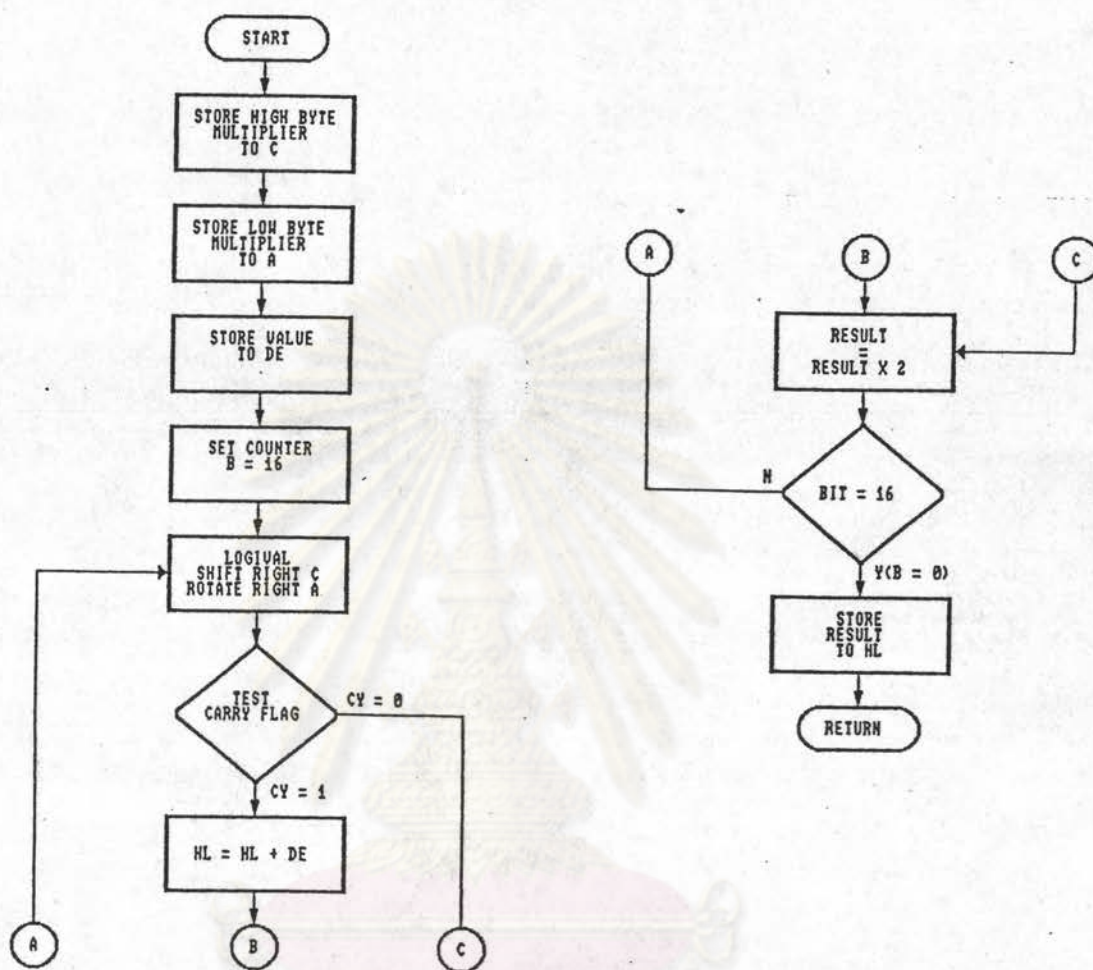 START
STORE HIGH BYTE
MULTIPLIER
TO C
STORE LOW BYTE
MULTIPLIER
TO A
STORE VALUE
TO DE
SET COUNTER
B = 16
LOGIVAL
SHIFT RIGHT C
ROTATE RIGHT A
TEST
CARRY FLAG
CY = 0
CY = 1
HL = HL + DE
A
B
C
A
B
C
RESULT
=
RESULT X 2
N
BIT = 16
Y(B = 0)
STORE
RESULT
TO HL
RETURN